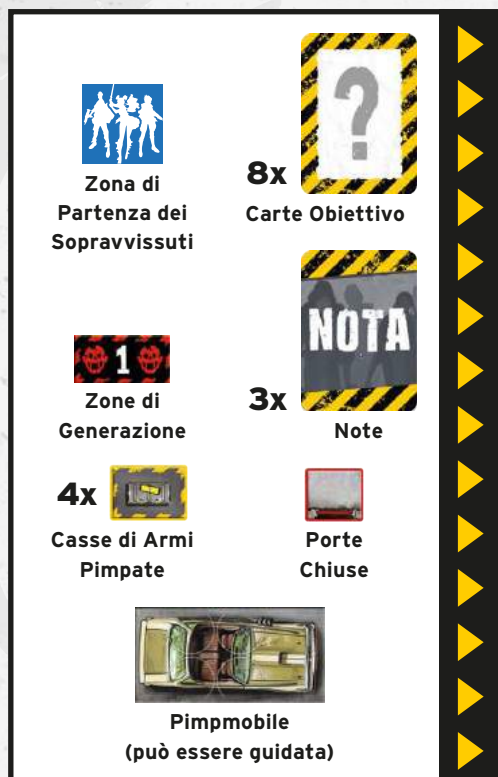 Zona di
Partenza dei
Sopravvissuti
8x
?
Carte Obiettivo
1
Zone di
Generazione
3x
NOTA
Note
4x
Casse di Armi
Pimpate
Porte
Chiuse
Pimpmobile
(può essere guidata)